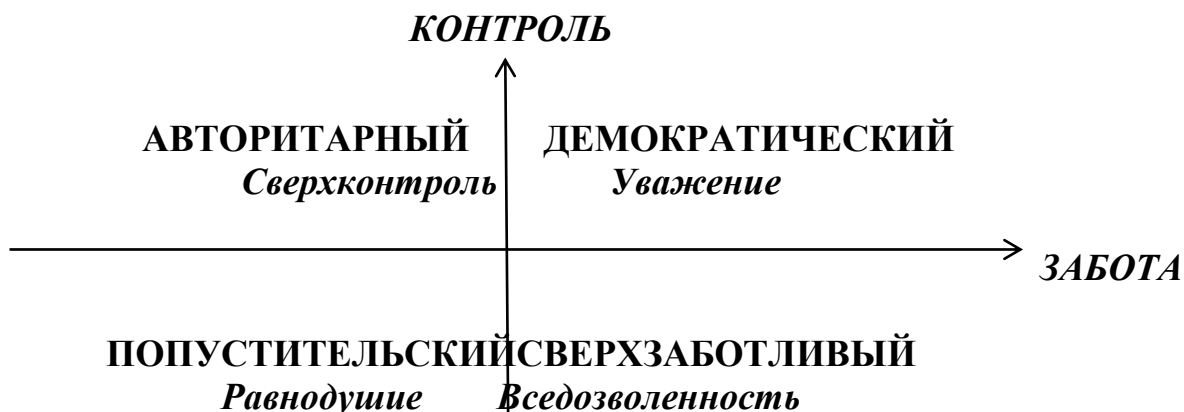 КОНТРОЛЬ
АВТОРИТАРНЫЙ ДЕМОКРАТИЧЕСКИЙ
Сверхконтроль Уважение
ЗАБОТА
ПОПУСТИТЕЛЬСКИЙ СВЕРХЗАБОТЛИВЫЙ
Равнодушие Вседозволенность